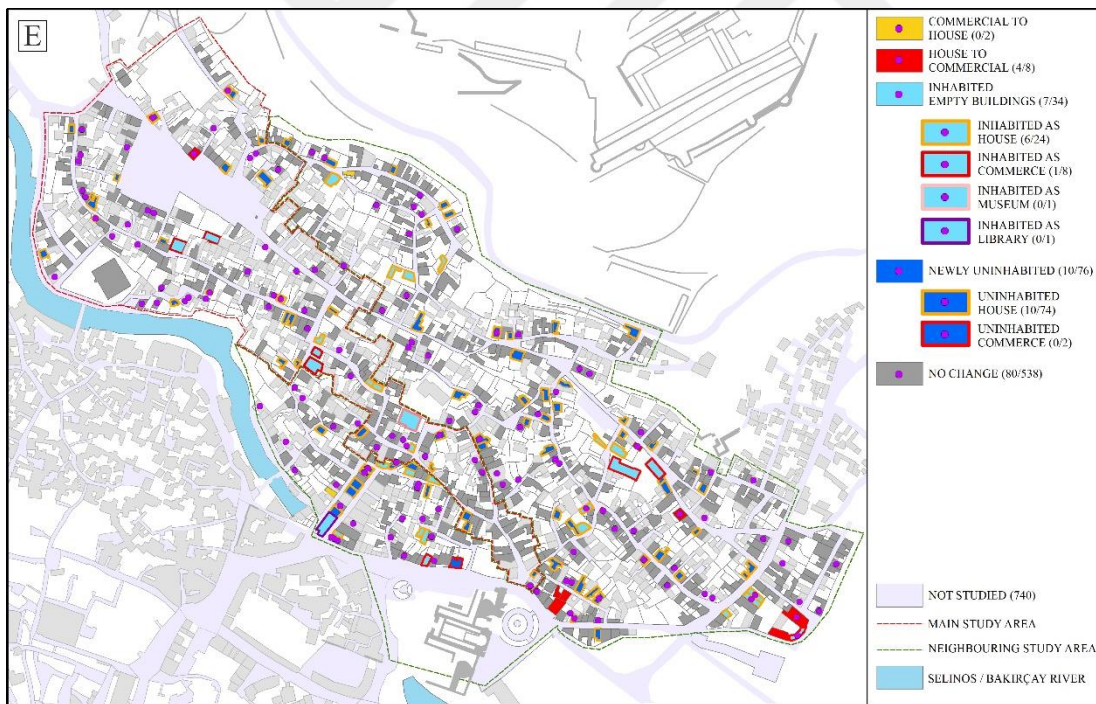 E
COMMERCIAL TO
HOUSE (0/2)
HOUSE TO
COMMERCIAL (4/8)
INHABITED
EMPTY BUILDINGS (7/34)
INHABITED AS
HOUSE (6/24)
INHABITED AS
COMMERCE (1/8)
INHABITED AS
MUSEUM (0/1)
INHABITED AS
LIBRARY (0/1)
NEWLY UNINHABITED (10/76)
UNINHABITED
HOUSE (10/74)
UNINHABITED
COMMERCE (0/2)
NO CHANGE (80/538)
NOT STUDIED (740)
MAIN STUDY AREA
NEIGHBOURING STUDY AREA
SELINOS / BAKIRÇAY RIVER